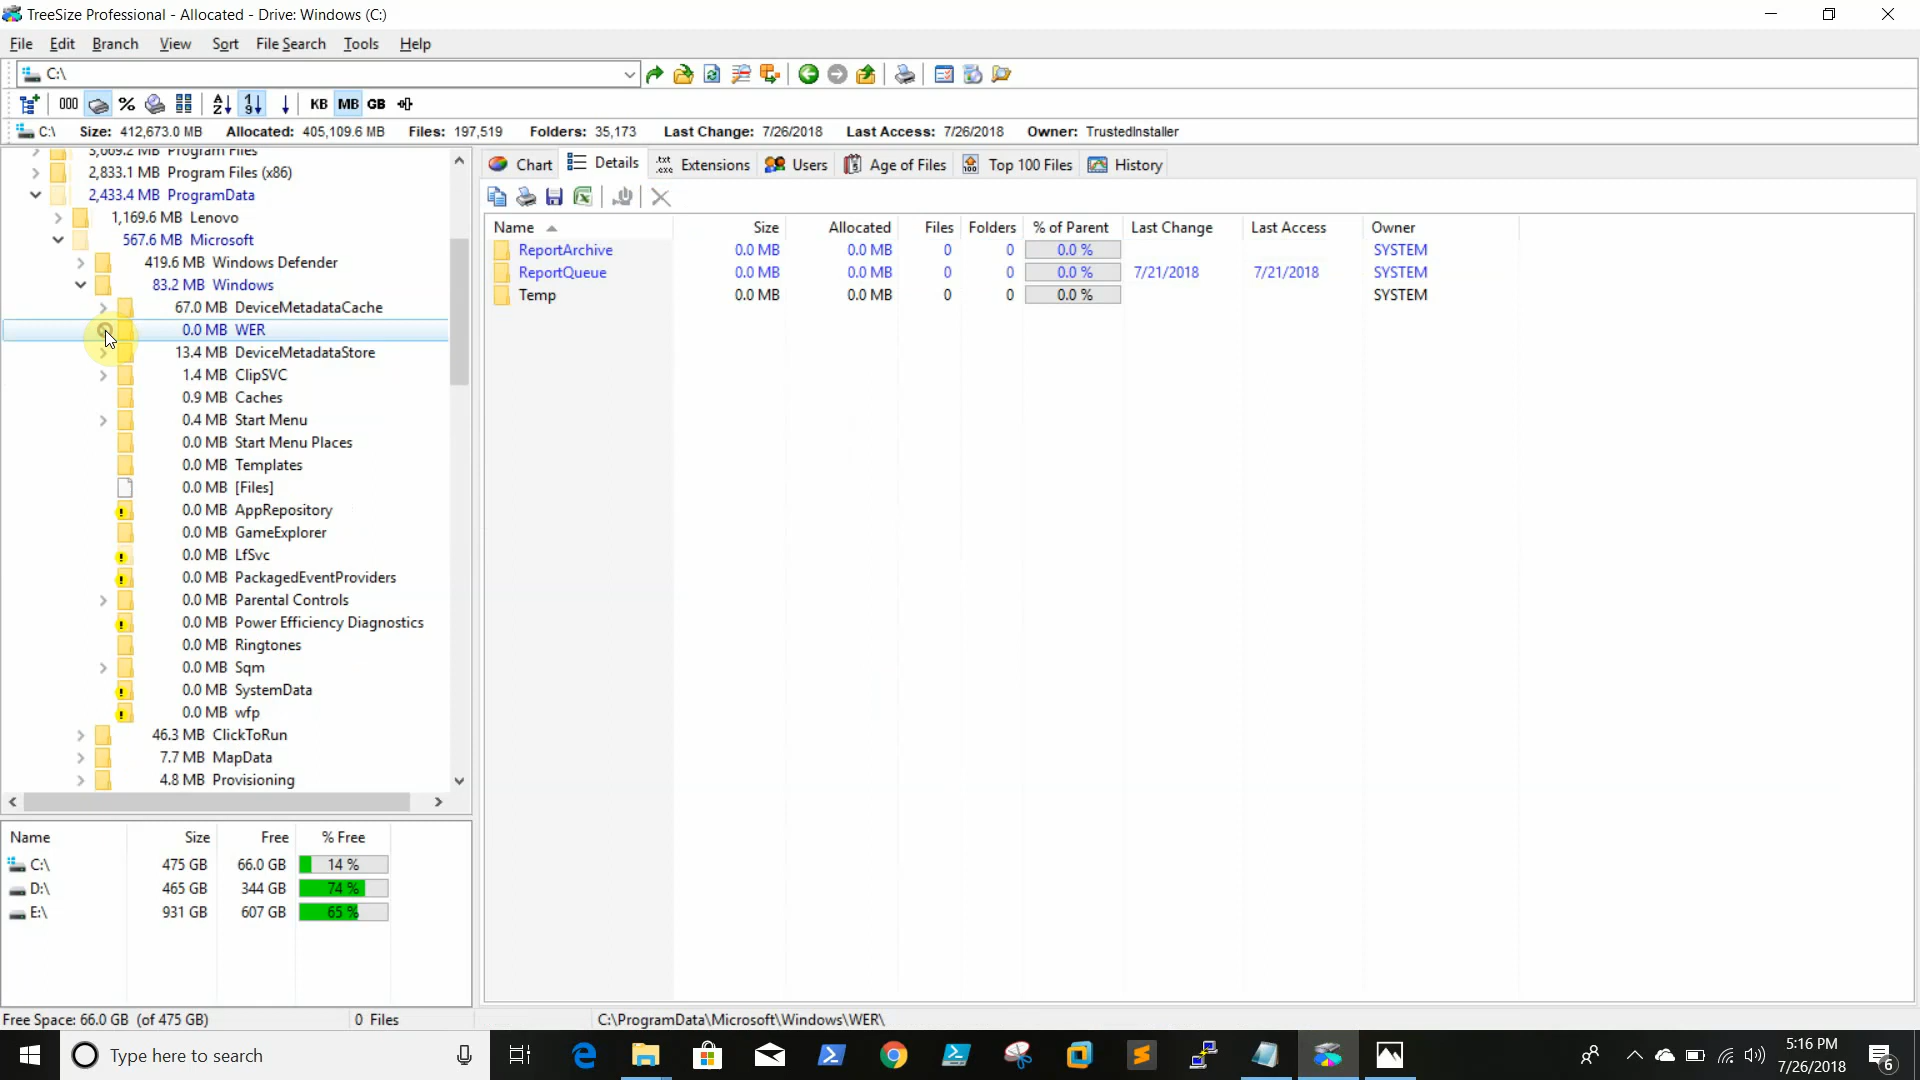 TreeSize Professional - Allocated - Drive: Windows (C:)
File Edit Branch View Sort File Search Tools Help
C:\
000 % KB MB GB
C:\ Size: 412,673.0 MB Allocated: 405,109.6 MB Files: 197,519 Folders: 35,173 Last Change: 7/26/2018 Last Access: 7/26/2018 Owner: TrustedInstaller
3,609.2 MB Program Files
2,833.1 MB Program Files (x86)
2,433.4 MB ProgramData
1,169.6 MB Lenovo
567.6 MB Microsoft
419.6 MB Windows Defender
83.2 MB Windows
67.0 MB DeviceMetadataCache
0.0 MB WER
13.4 MB DeviceMetadataStore
1.4 MB ClipSVC
0.9 MB Caches
0.4 MB Start Menu
0.0 MB Start Menu Places
0.0 MB Templates
0.0 MB [Files]
0.0 MB AppRepository
0.0 MB GameExplorer
0.0 MB LfSvc
0.0 MB PackagedEventProviders
0.0 MB Parental Controls
0.0 MB Power Efficiency Diagnostics
0.0 MB Ringtones
0.0 MB Sqm
0.0 MB SystemData
0.0 MB wfp
46.3 MB ClickToRun
7.7 MB MapData
4.8 MB Provisioning
Chart Details Extensions Users Age of Files Top 100 Files History
Name Size Allocated Files Folders % of Parent Last Change Last Access Owner
ReportArchive 0.0 MB 0.0 MB 0 0 0.0 % SYSTEM
ReportQueue 0.0 MB 0.0 MB 0 0 0.0 % 7/21/2018 7/21/2018 SYSTEM
Temp 0.0 MB 0.0 MB 0 0 0.0 % SYSTEM
Name Size Free % Free
C:\ 475 GB 66.0 GB 14 %
D:\ 465 GB 344 GB 74 %
E:\ 931 GB 607 GB 65 %
Free Space: 66.0 GB (of 475 GB) 0 Files C:\ProgramData\Microsoft\Windows\WER\
Type here to search
5:16 PM
7/26/2018
6